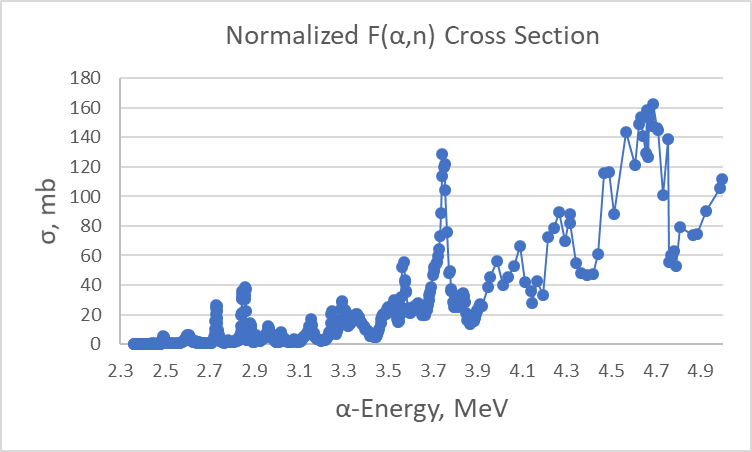 Normalized F(α,n) Cross Section
180
160
140
120
100
80
60
40
20
0
σ, mb
2.3 2.5 2.7 2.9 3.1 3.3 3.5 3.7 3.9 4.1 4.3 4.5 4.7 4.9
α-Energy, MeV